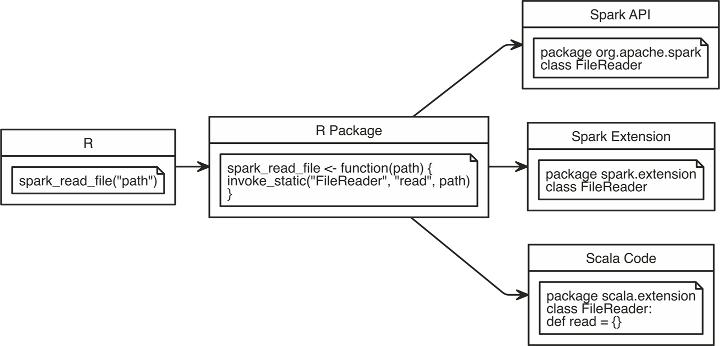 R
spark_read_file("path")
R Package
spark_read_file <- function(path) {
invoke_static("FileReader", "read", path)
}
Spark API
package org.apache.spark
class FileReader
Spark Extension
package spark.extension
class FileReader
Scala Code
package scala.extension
class FileReader:
def read = {}